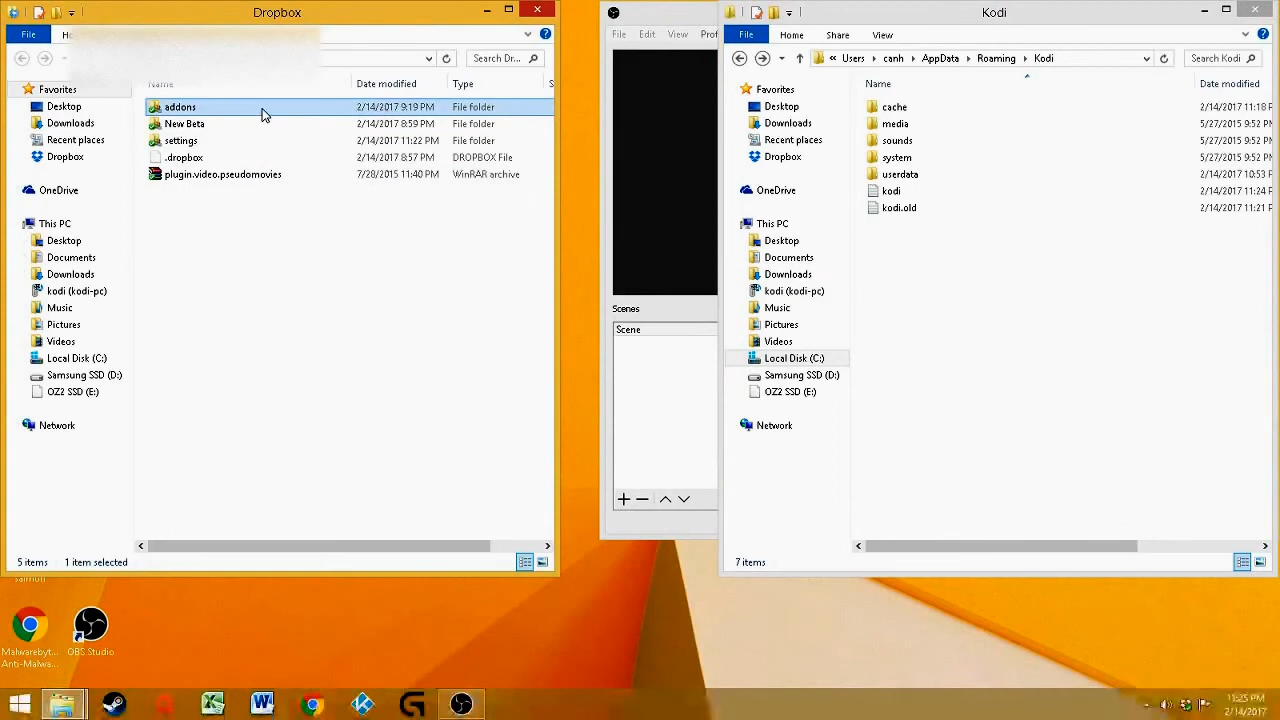 Dropbox
File
Search Dr...
Name
Date modified
Type
Favorites
Desktop
Downloads
Recent places
Dropbox
OneDrive
This PC
Desktop
Documents
Downloads
kodi (kodi-pc)
Music
Pictures
Videos
Local Disk (C:)
Samsung SSD (D:)
OZ2 SSD (E:)
Network
addons 2/14/2017 9:19 PM File folder
New Beta 2/14/2017 8:59 PM File folder
settings 2/14/2017 11:22 PM File folder
.dropbox 2/14/2017 8:57 PM DROPBOX File
plugin.video.pseudomovies 7/28/2015 11:40 PM WinRAR archive
5 items 1 item selected
File Edit View Prof
Scenes
Scene
Kodi
File Home Share View
« Users canh AppData Roaming Kodi
Search Kodi
Name
Date modified
Favorites
Desktop
Downloads
Recent places
Dropbox
OneDrive
This PC
Desktop
Documents
Downloads
kodi (kodi-pc)
Music
Pictures
Videos
Local Disk (C:)
Samsung SSD (D:)
OZ2 SSD (E:)
Network
cache 2/14/2017 11:18 P
media 5/27/2015 9:52 P
sounds 5/27/2015 9:52 P
system 5/27/2015 9:52 P
userdata 2/14/2017 10:53 P
kodi 2/14/2017 11:24 P
kodi.old 2/14/2017 11:21 P
7 items
Malwarebyt...
Anti-Malwa...
OBS Studio
11:25 PM
2/14/2017